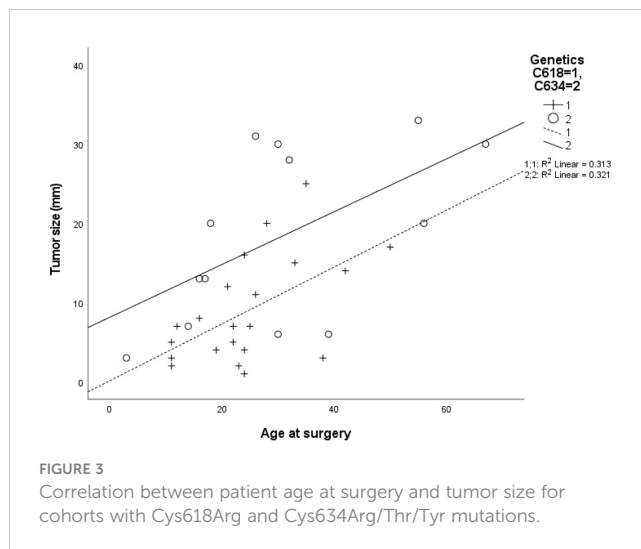 40
30
20
10
0
Tumor size (mm)
0
20
40
60
Age at surgery
Genetics
C618=1,
C634=2
1
2
1
2
1;1: R² Linear = 0.313
2;2: R² Linear = 0.321
FIGURE 3
Correlation between patient age at surgery and tumor size for
cohorts with Cys618Arg and Cys634Arg/Thr/Tyr mutations.